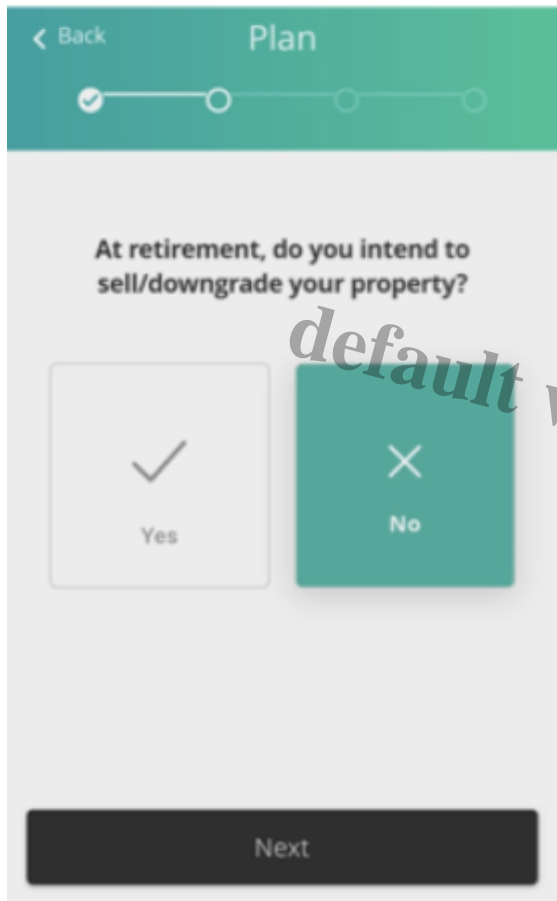 Back
Plan
At retirement, do you intend to
sell/downgrade your property?
default
Yes
No
Next